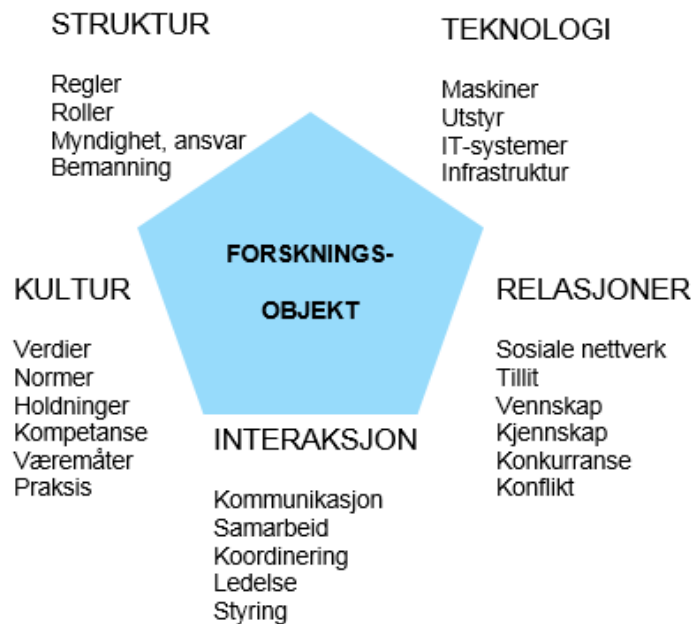 STRUKTUR
Regler
Roller
Myndighet, ansvar
Bemanning
TEKNOLOGI
Maskiner
Utstyr
IT-systemer
Infrastruktur
FORSKNINGS-
OBJEKT
KULTUR
Verdier
Normer
Holdninger
Kompetanse
Væremåter
Praksis
RELASJONER
Sosiale nettverk
Tillit
Vennskap
Kjennskap
Konkurranse
Konflikt
INTERAKSJON
Kommunikasjon
Samarbeid
Koordinering
Ledelse
Styring